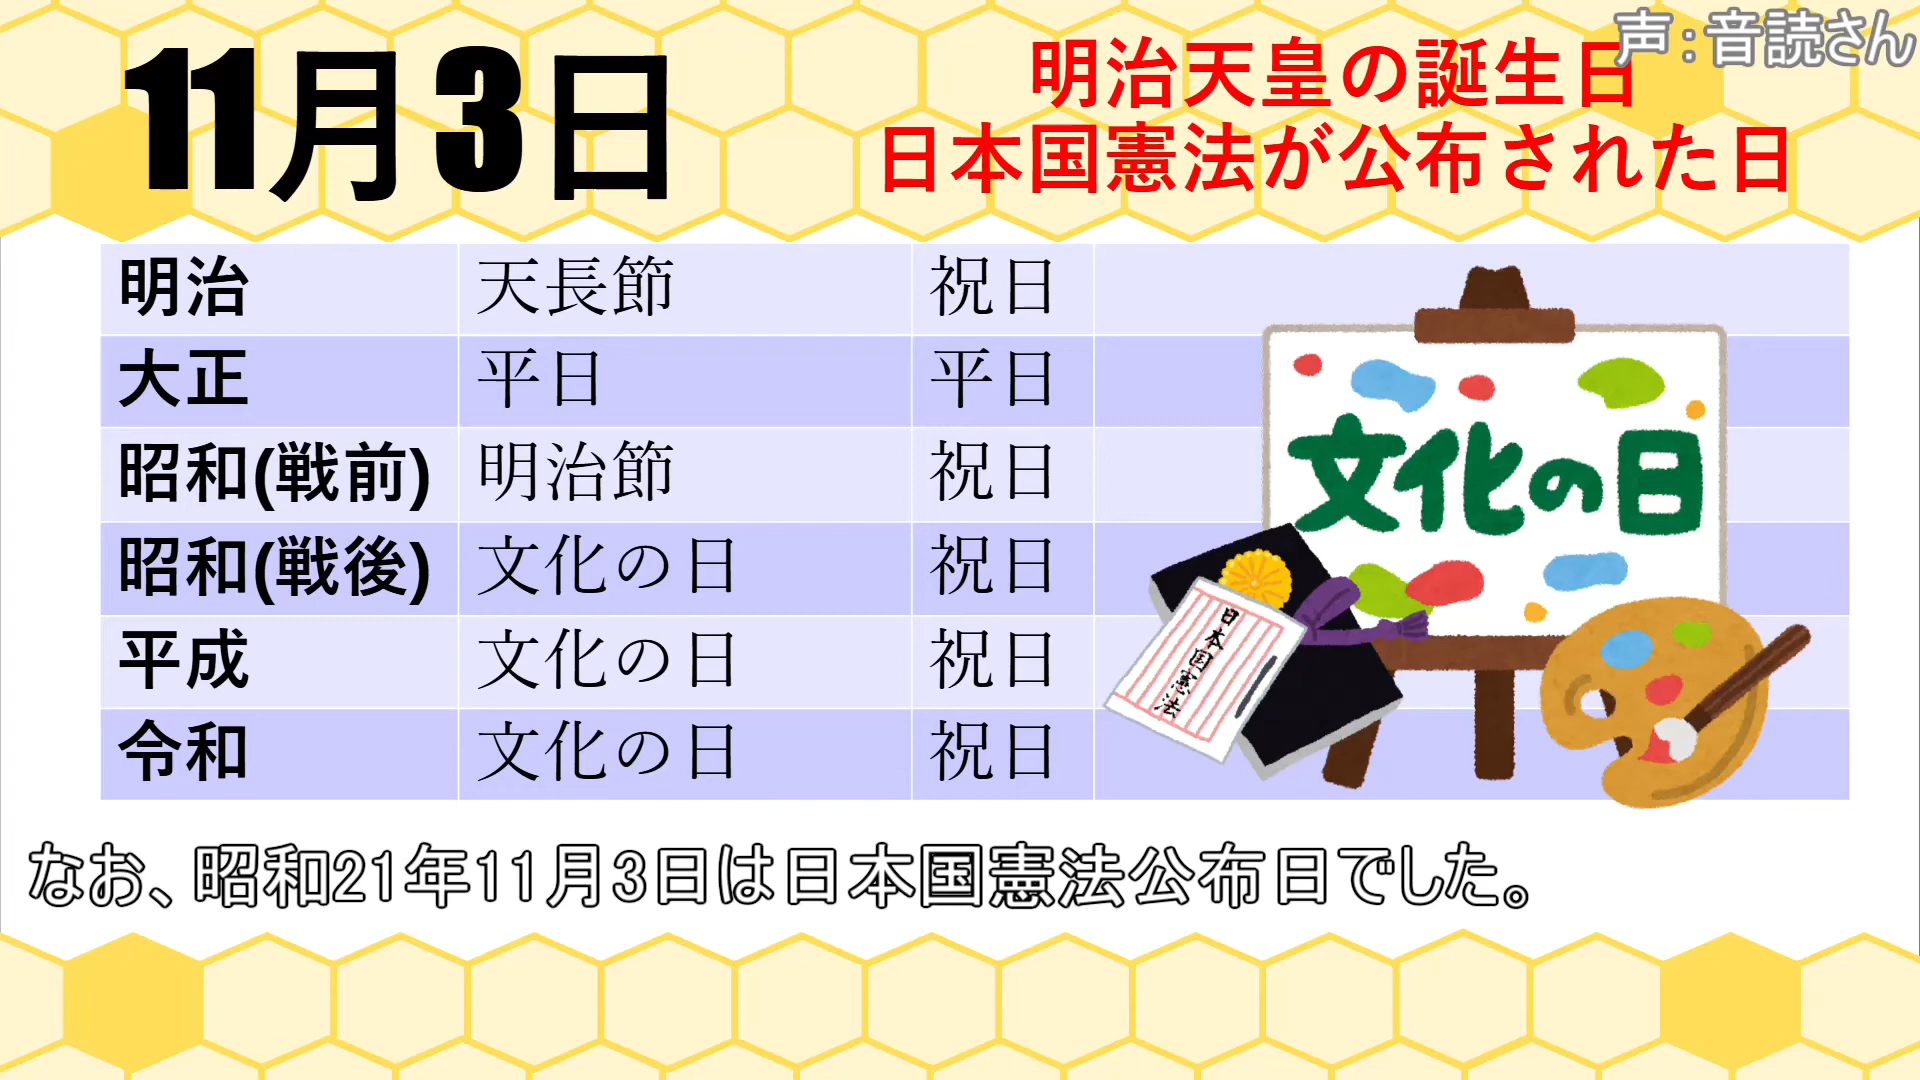 声:音読さん
11月3日
明治天皇の誕生日
日本国憲法が公布された日
明治 天長節 祝日
大正 平日 平日
昭和(戦前) 明治節 祝日
昭和(戦後) 文化の日 祝日
平成 文化の日 祝日
令和 文化の日 祝日
文化の日
日本国憲法
なお、昭和21年11月3日は日本国憲法公布日でした。